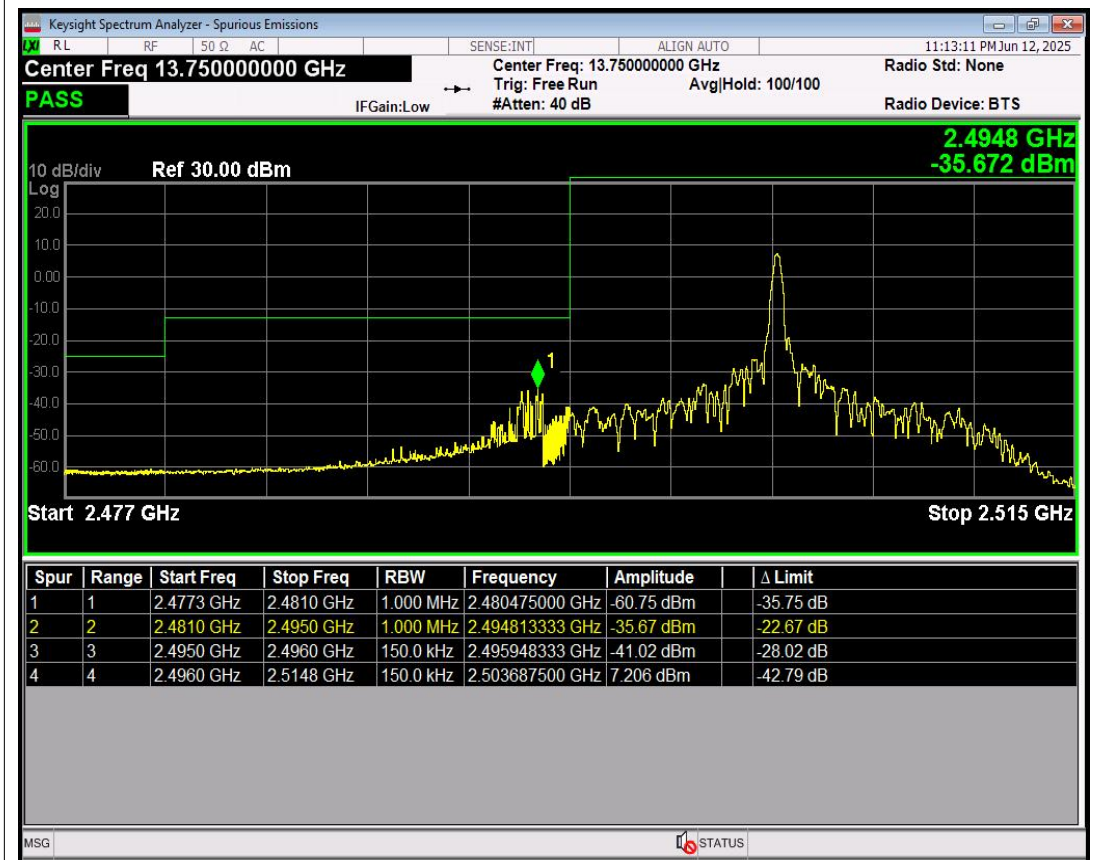 Keysight Spectrum Analyzer - Spurious Emissions
LXI RL RF 50 Ω AC SENSE:INT ALIGN AUTO 11:13:11 PM Jun 12, 2025
Center Freq 13.750000000 GHz Center Freq: 13.750000000 GHz Radio Std: None
Trig: Free Run Avg|Hold: 100/100
PASS IFGain:Low #Atten: 40 dB Radio Device: BTS
2.4948 GHz
10 dB/div Ref 30.00 dBm -35.672 dBm
Log
20.0
10.0
0.00
-10.0
-20.0
1
-30.0
-40.0
-50.0
-60.0
Start 2.477 GHz Stop 2.515 GHz
Spur Range Start Freq Stop Freq RBW Frequency Amplitude Δ Limit
1 1 2.4773 GHz 2.4810 GHz 1.000 MHz 2.480475000 GHz -60.75 dBm -35.75 dB
2 2 2.4810 GHz 2.4950 GHz 1.000 MHz 2.494813333 GHz -35.67 dBm -22.67 dB
3 3 2.4950 GHz 2.4960 GHz 150.0 kHz 2.495948333 GHz -41.02 dBm -28.02 dB
4 4 2.4960 GHz 2.5148 GHz 150.0 kHz 2.503687500 GHz 7.206 dBm -42.79 dB
MSG STATUS